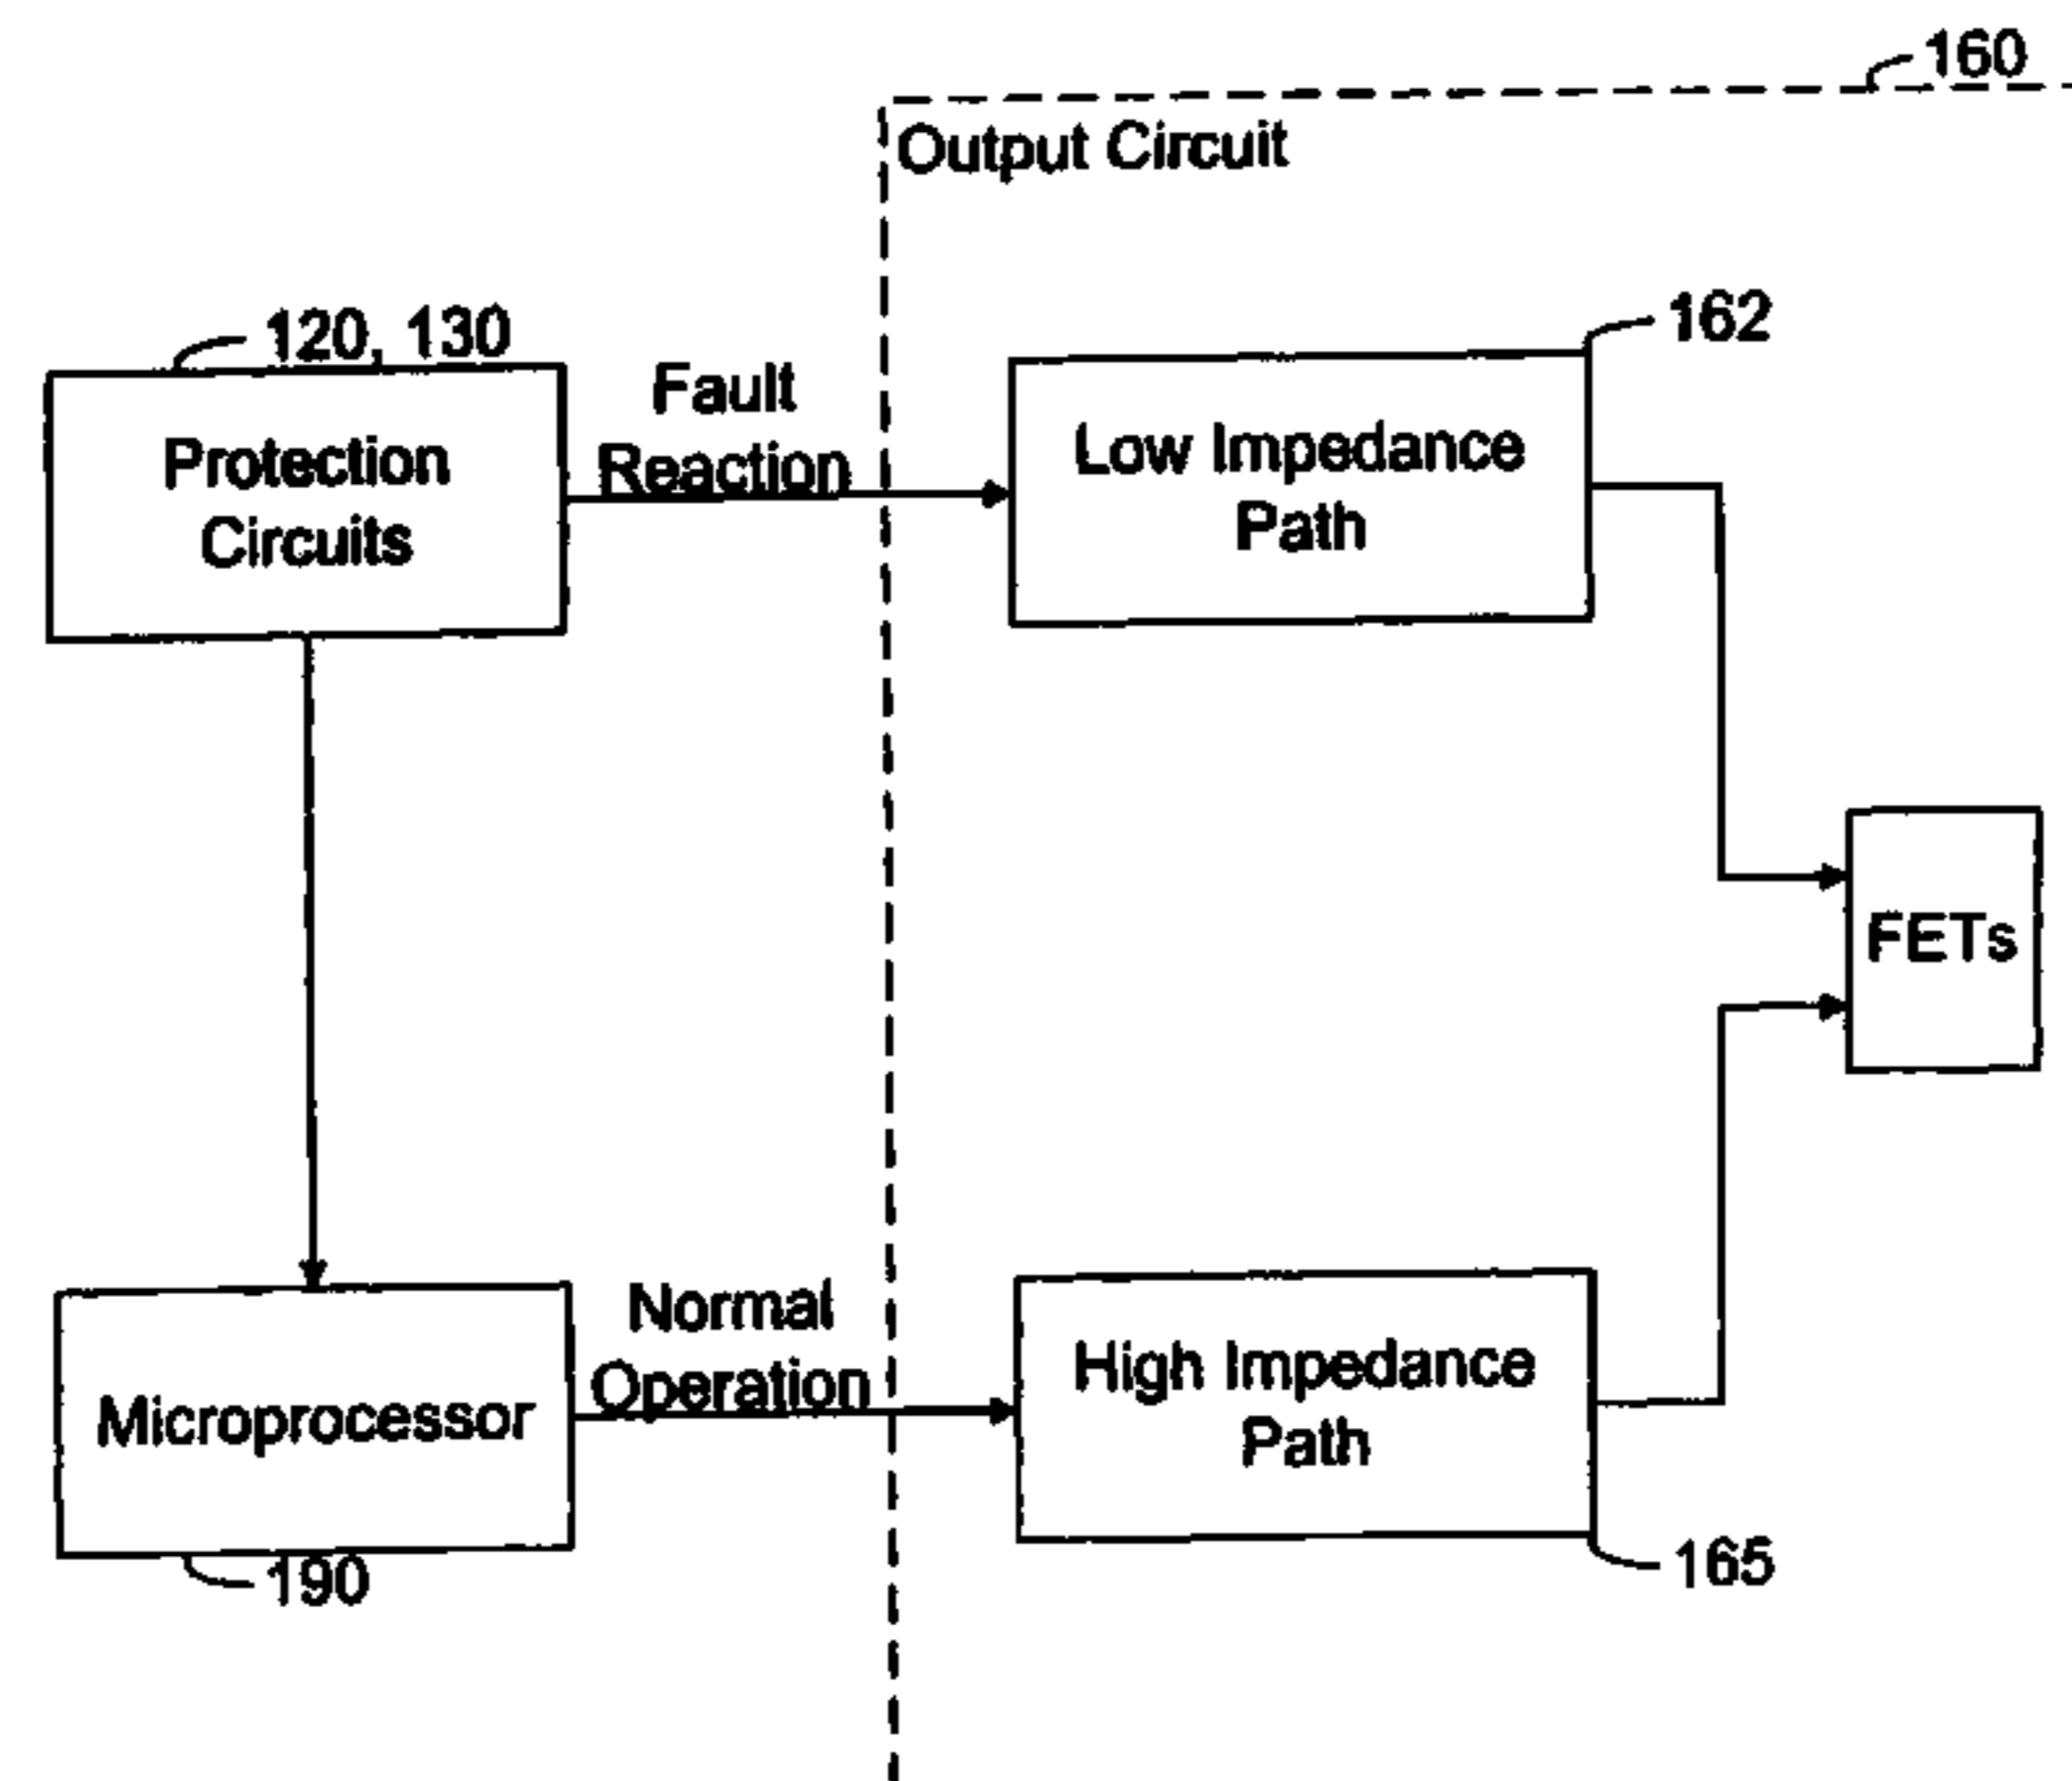 160
Output Circuit
120, 130
162
Fault
Reaction
Protection
Circuits
Low Impedance
Path
FETs
Normal
Operation
Microprocessor
High Impedance
Path
190
165